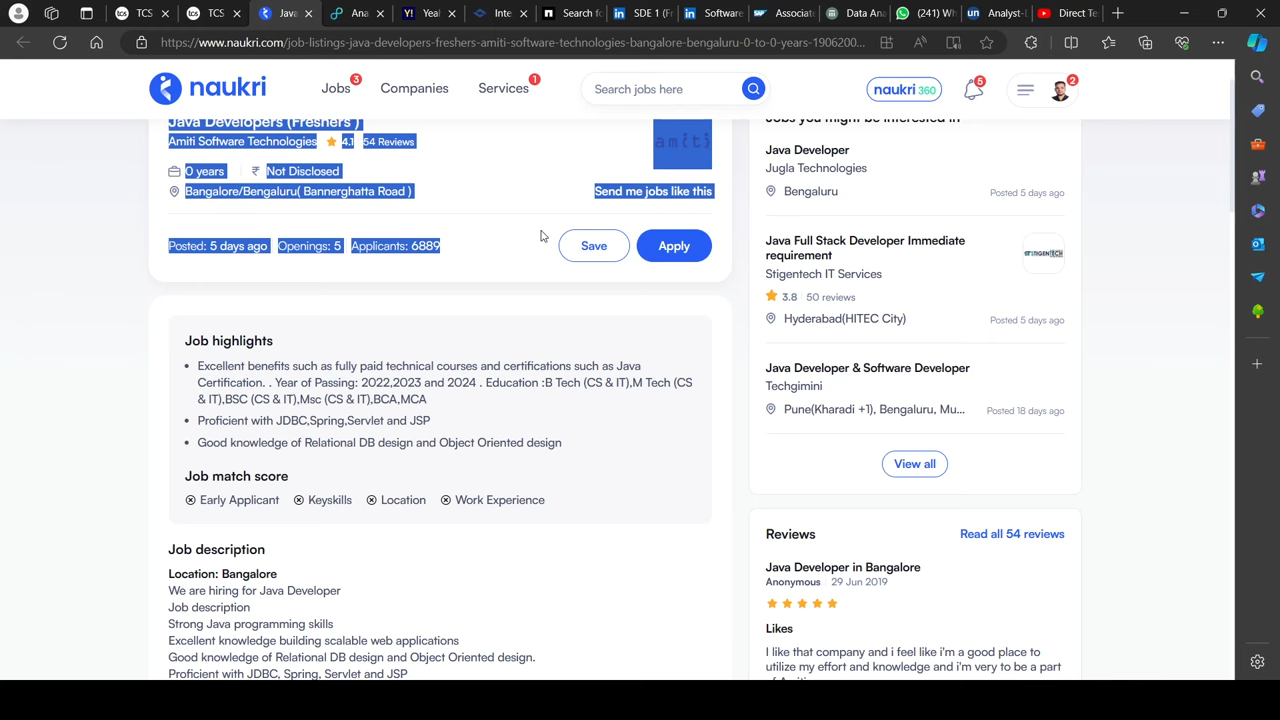 TCS
TCS
Java
Ana
Yeal
Inte
Search fo
SDE 1 (Fr
Software
Associate
Data Ana
(241) Wh
Analyst-I
Direct Te
https://www.naukri.com/job-listings-java-developers-freshers-amiti-software-technologies-bangalore-bengaluru-0-to-0-years-1906200...
naukri
Jobs 3
Companies
Services 1
Search jobs here
naukri 360
5
2
Java Developers (Freshers )
Amiti Software Technologies 4.1 54 Reviews
amiti
0 years ₹ Not Disclosed
Bangalore/Bengaluru( Bannerghatta Road )
Send me jobs like this
Posted: 5 days ago Openings: 5 Applicants: 6889
Save
Apply
Job highlights
• Excellent benefits such as fully paid technical courses and certifications such as Java
Certification. . Year of Passing: 2022,2023 and 2024 . Education :B Tech (CS & IT),M Tech (CS
& IT),BSC (CS & IT),Msc (CS & IT),BCA,MCA
• Proficient with JDBC,Spring,Servlet and JSP
• Good knowledge of Relational DB design and Object Oriented design
Job match score
Early Applicant Keyskills Location Work Experience
Job description
Location: Bangalore
We are hiring for Java Developer
Job description
Strong Java programming skills
Excellent knowledge building scalable web applications
Good knowledge of Relational DB design and Object Oriented design.
Proficient with JDBC, Spring, Servlet and JSP
Jobs you might be interested in
Java Developer
Jugla Technologies
Bengaluru
Posted 5 days ago
Java Full Stack Developer Immediate
requirement
Stigentech IT Services
STIGENTECH
3.8 50 reviews
Hyderabad(HITEC City)
Posted 5 days ago
Java Developer & Software Developer
Techgimini
Pune(Kharadi +1), Bengaluru, Mu...
Posted 18 days ago
View all
Reviews
Read all 54 reviews
Java Developer in Bangalore
Anonymous 29 Jun 2019
Likes
I like that company and i feel like i'm a good place to
utilize my effort and knowledge and i'm very to be a part